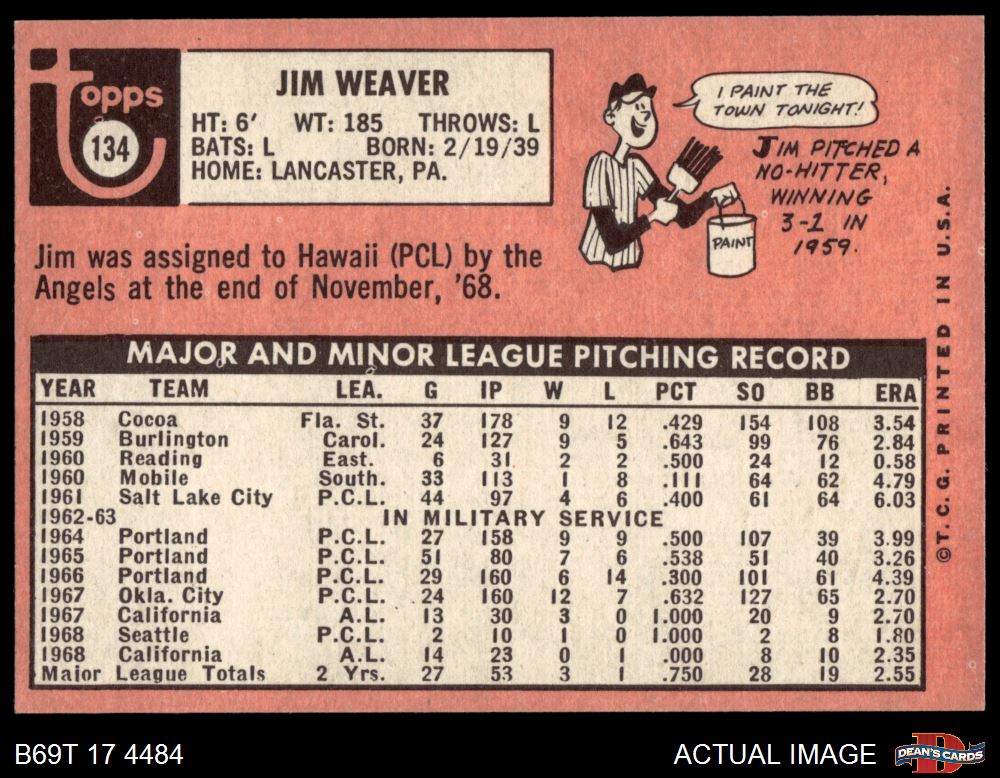 topps
134
JIM WEAVER
HT: 6' WT: 185 THROWS: L
BATS: L BORN: 2/19/39
HOME: LANCASTER, PA.
I PAINT THE
TOWN TONIGHT!
JIM PITCHED A
NO-HITTER,
WINNING
3-1 IN
1959.
PAINT
Jim was assigned to Hawaii (PCL) by the
Angels at the end of November, '68.
MAJOR AND MINOR LEAGUE PITCHING RECORD
YEAR TEAM LEA. G IP W L PCT SO BB ERA
1958 Cocoa Fla. St. 37 178 9 12 .429 154 108 3.54
1959 Burlington Carol. 24 127 9 5 .643 99 76 2.84
1960 Reading East. 6 31 2 2 .500 24 12 0.58
1960 Mobile South. 33 113 1 8 .111 64 62 4.79
1961 Salt Lake City P.C.L. 44 97 4 6 .400 61 64 6.03
1962-63 IN MILITARY SERVICE
1964 Portland P.C.L. 27 158 9 9 .500 107 39 3.99
1965 Portland P.C.L. 51 80 7 6 .538 51 40 3.26
1966 Portland P.C.L. 29 160 6 14 .300 101 61 4.39
1967 Okla. City P.C.L. 24 160 12 7 .632 127 65 2.70
1967 California A.L. 13 30 3 0 1.000 20 9 2.70
1968 Seattle P.C.L. 2 10 1 0 1.000 2 8 1.80
1968 California A.L. 14 23 0 1 .000 8 10 2.35
Major League Totals 2 Yrs. 27 53 3 1 .750 28 19 2.55
©T. C. G. PRINTED IN U.S.A.
B69T 17 4484
ACTUAL IMAGE
DEAN'S CARDS